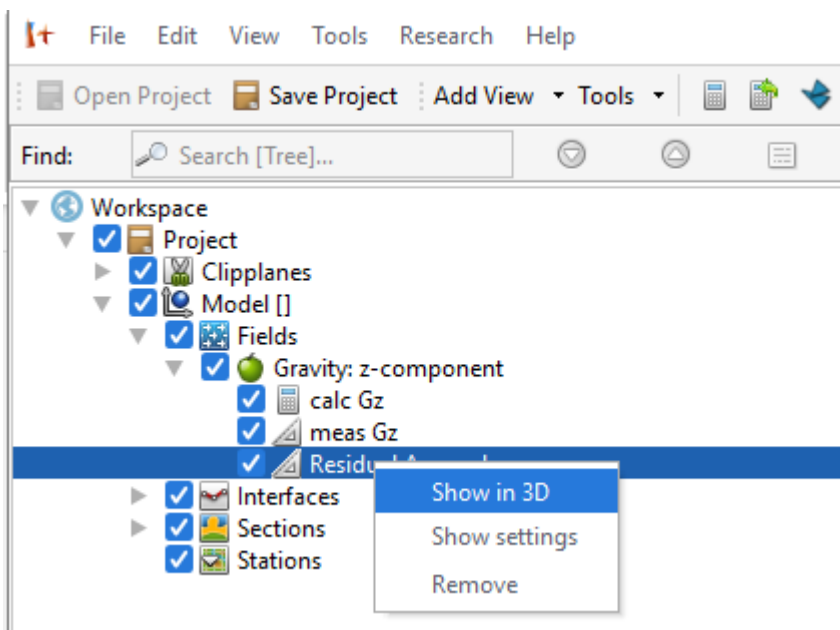 File Edit View Tools Research Help
Open Project Save Project Add View Tools
Find: Search [Tree]...
Workspace
Project
Clipplanes
Model []
Fields
Gravity: z-component
calc Gz
meas Gz
Show in 3D
Interfaces
Show settings
Sections
Stations
Remove